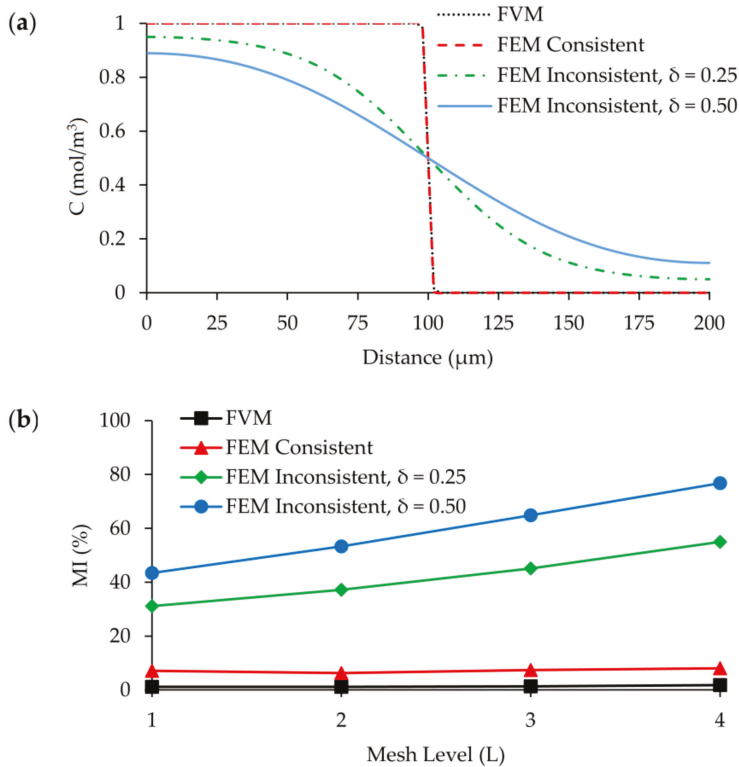 (a)
FVM
FEM Consistent
FEM Inconsistent, δ = 0.25
FEM Inconsistent, δ = 0.50
C (mol/m³)
1
0.8
0.6
0.4
0.2
0
0 25 50 75 100 125 150 175 200
Distance (μm)
(b)
FVM
FEM Consistent
FEM Inconsistent, δ = 0.25
FEM Inconsistent, δ = 0.50
MI (%)
100
80
60
40
20
0
1 2 3 4
Mesh Level (L)